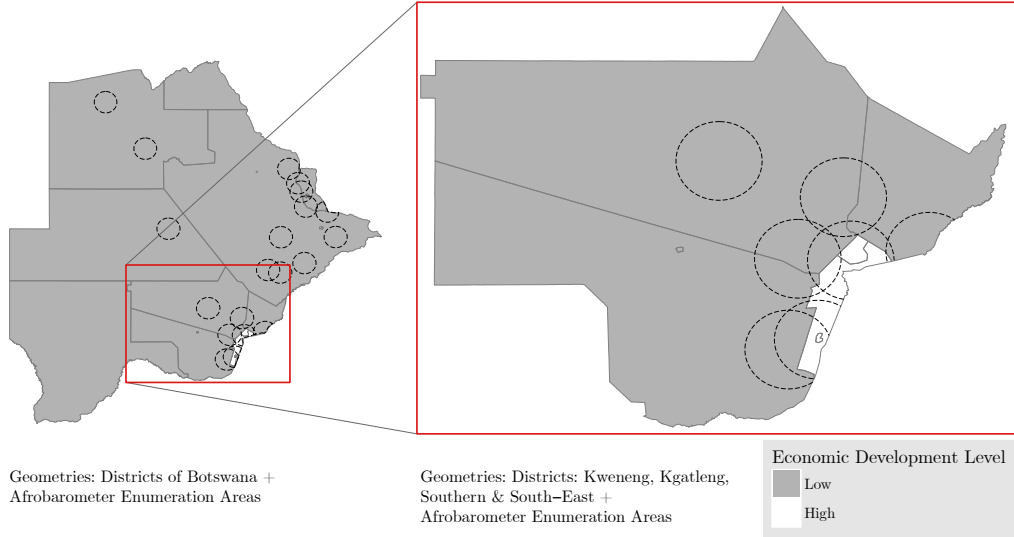 Geometries: Districts of Botswana +
Afrobarometer Enumeration Areas
Geometries: Districts: Kweneng, Kgatleng,
Southern & South–East +
Afrobarometer Enumeration Areas
Economic Development Level
Low
High